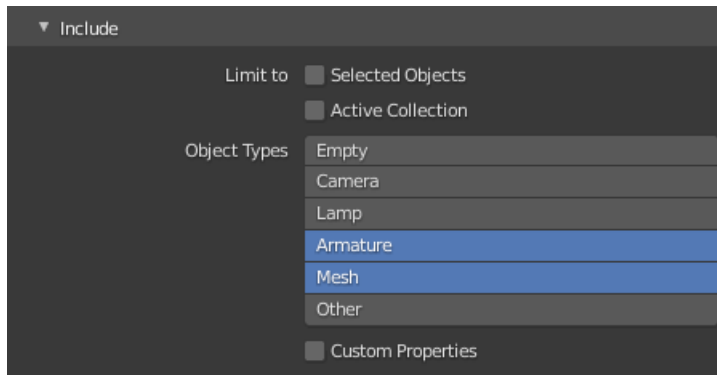 Include
Limit to Selected Objects
Active Collection
Object Types Empty
Camera
Lamp
Armature
Mesh
Other
Custom Properties